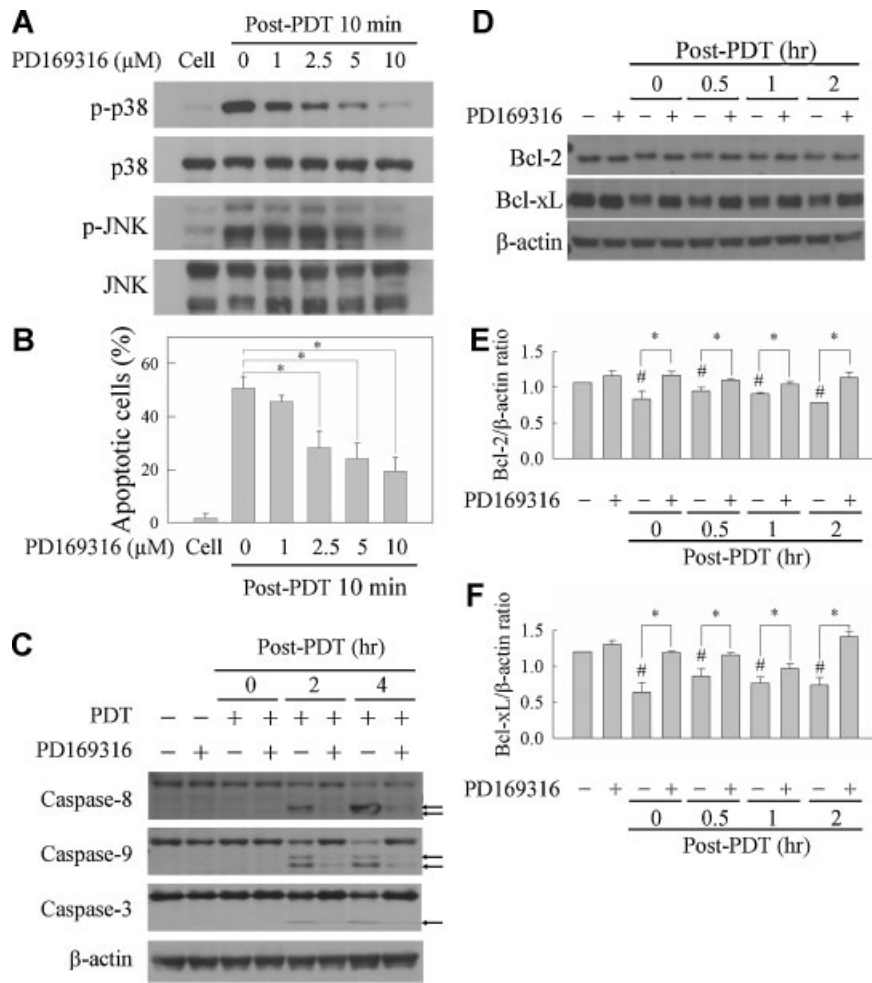 A
Post-PDT 10 min
PD169316 (μM) Cell 0 1 2.5 5 10
p-p38
p38
p-JNK
JNK
B
Apoptotic cells (%)
60
40
20
0
* * *
PD169316 (μM) Cell 0 1 2.5 5 10
Post-PDT 10 min
C
Post-PDT (hr)
0 2 4
PDT − − + + + + + +
PD169316 − + − + − + − +
Caspase-8
Caspase-9
Caspase-3
β-actin
D
Post-PDT (hr)
0 0.5 1 2
PD169316 − + − + − + − + − +
Bcl-2
Bcl-xL
β-actin
E
Bcl-2/β-actin ratio
1.5
1.0
0.5
0.0
* * * *
# # # #
PD169316 − + − + − + − + − +
0 0.5 1 2
Post-PDT (hr)
F
Bcl-xL/β-actin ratio
1.5
1.0
0.5
0.0
* * * *
# # # #
PD169316 − + − + − + − + − +
0 0.5 1 2
Post-PDT (hr)